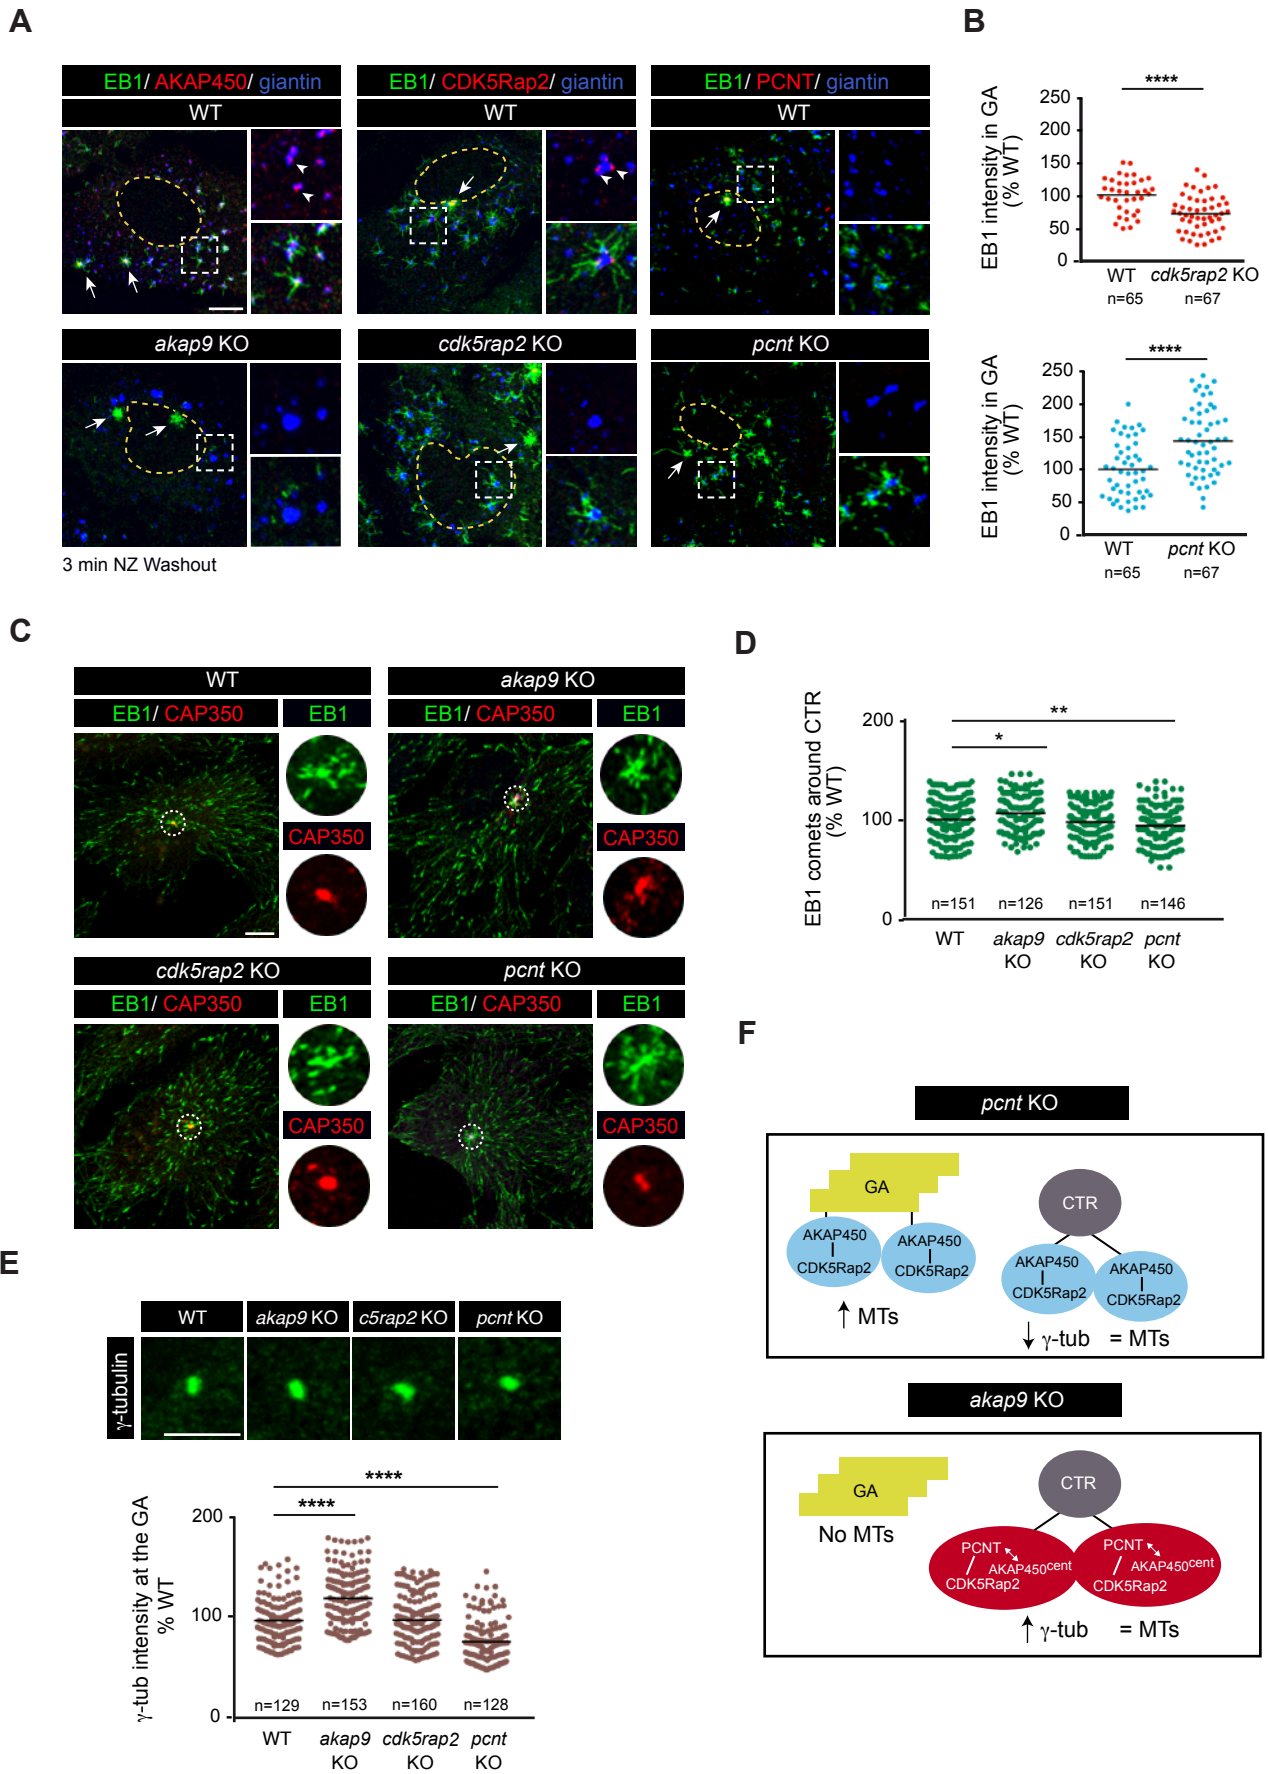 A
EB1/ AKAP450/ giantin
EB1/ CDK5Rap2/ giantin
EB1/ PCNT/ giantin
WT
WT
WT
akap9 KO
cdk5rap2 KO
pcnt KO
3 min NZ Washout
B
EB1 intensity in GA
(% WT)
****
250
200
150
100
50
0
WT
cdk5rap2 KO
n=65
n=67
EB1 intensity in GA
(% WT)
****
250
200
150
100
50
0
WT
pcnt KO
n=65
n=67
C
WT
akap9 KO
EB1/ CAP350
EB1
EB1/ CAP350
EB1
CAP350
CAP350
cdk5rap2 KO
pcnt KO
EB1/ CAP350
EB1
EB1/ CAP350
EB1
CAP350
CAP350
D
EB1 comets around CTR
(% WT)
**
*
200
100
0
n=151
n=126
n=151
n=146
WT
akap9
KO
cdk5rap2
KO
pcnt
KO
E
WT
akap9 KO
c5rap2 KO
pcnt KO
γ-tubulin
γ-tub intensity at the GA
% WT
****
****
200
100
0
n=129
n=153
n=160
n=128
WT
akap9
KO
cdk5rap2
KO
pcnt
KO
F
pcnt KO
GA
CTR
AKAP450
CDK5Rap2
AKAP450
CDK5Rap2
AKAP450
CDK5Rap2
AKAP450
CDK5Rap2
↑ MTs
↓ γ-tub = MTs
akap9 KO
GA
CTR
No MTs
PCNT
AKAP450cent
CDK5Rap2
PCNT
AKAP450cent
CDK5Rap2
↑ γ-tub = MTs